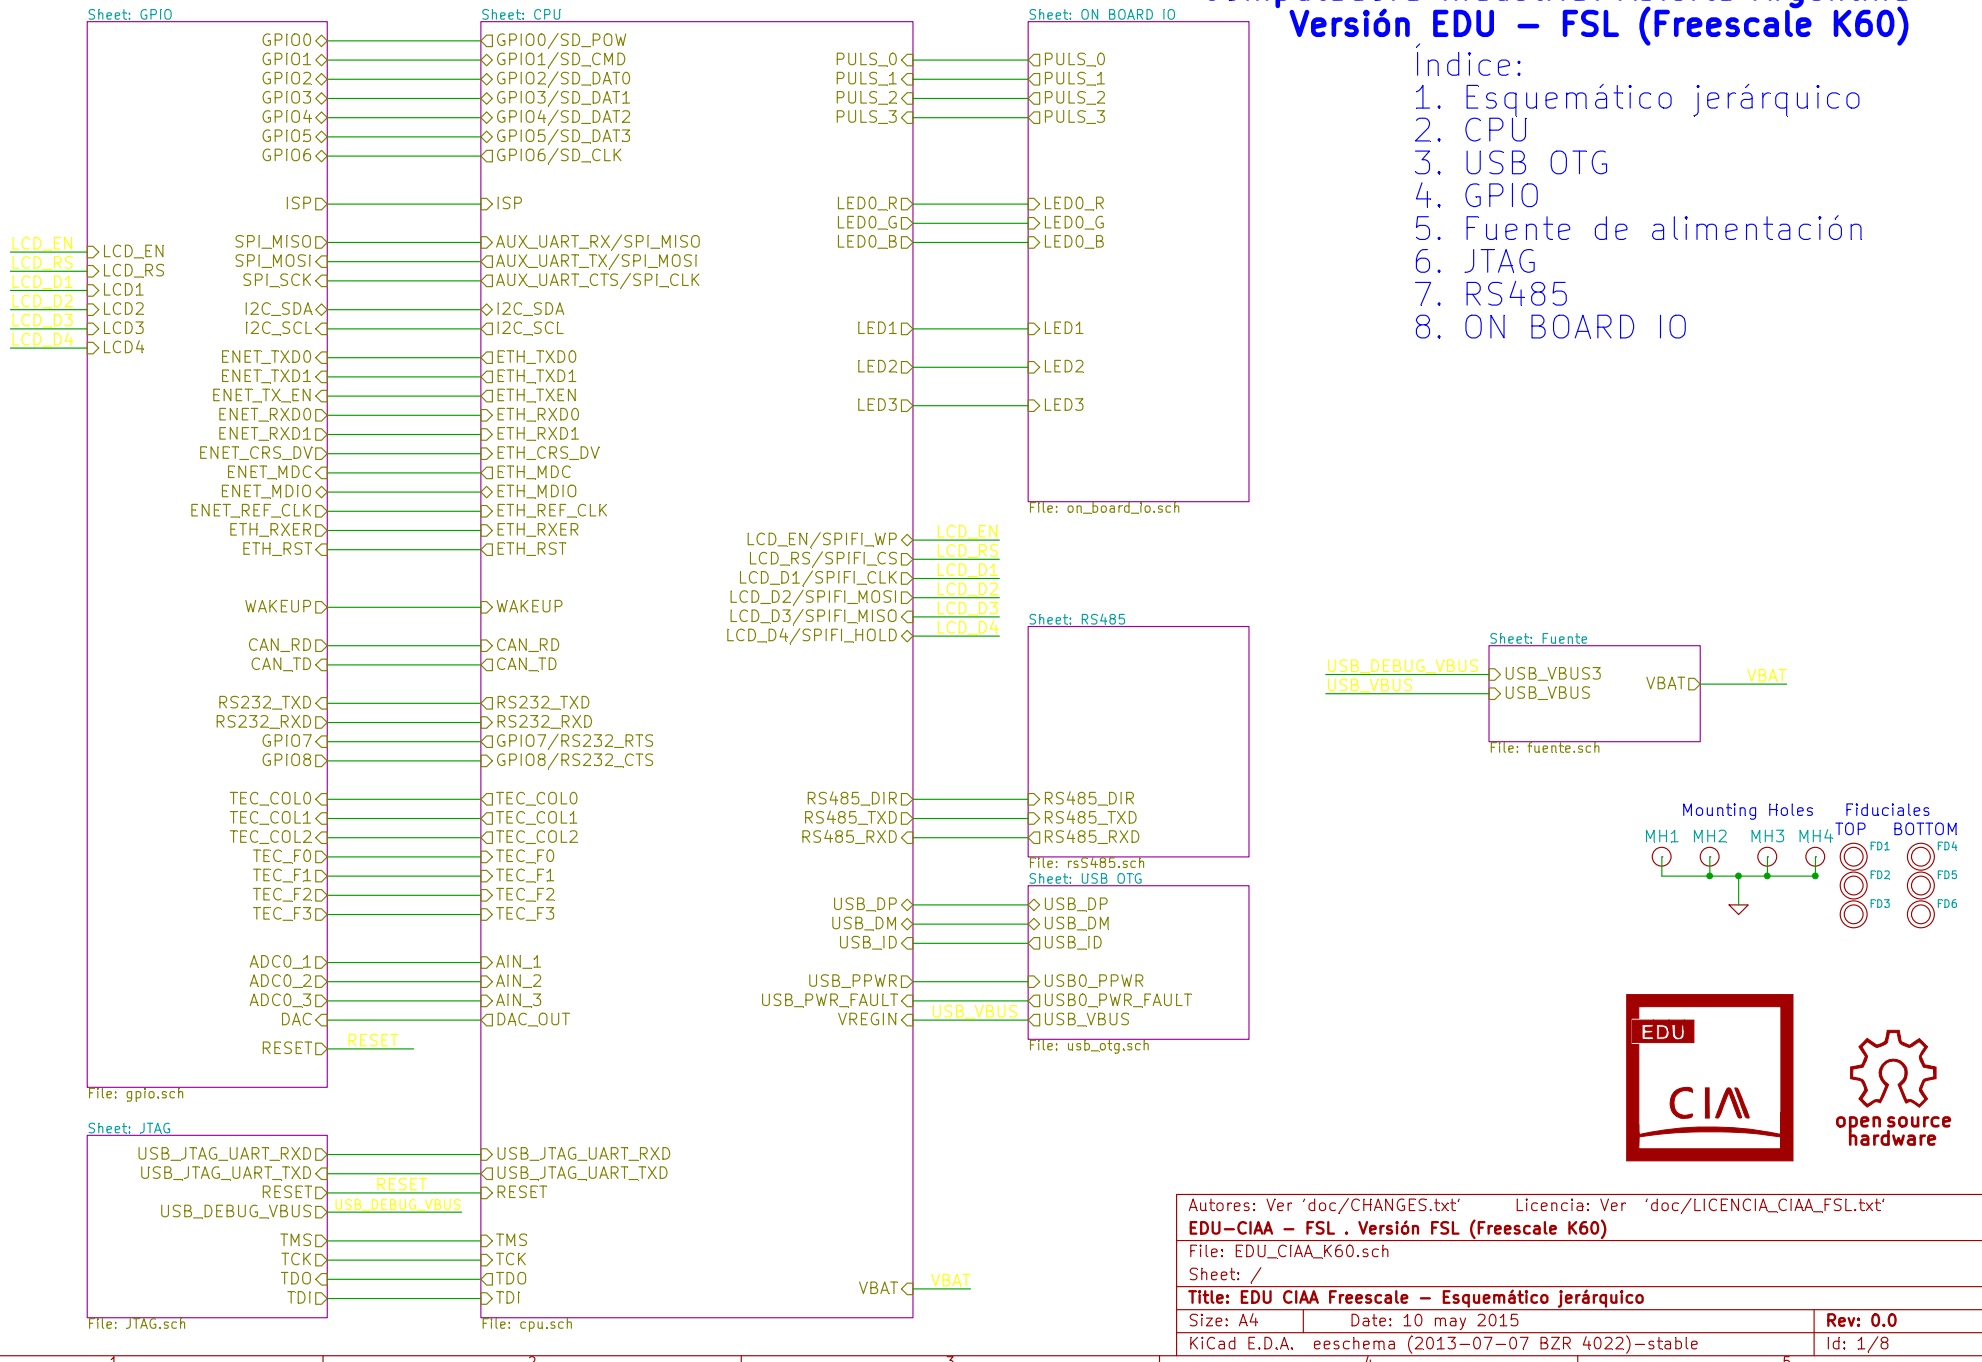 Versión EDU - FSL (Freescale K60)
Índice:
1. Esquemático jerárquico
2. CPU
3. USB OTG
4. GPIO
5. Fuente de alimentación
6. JTAG
7. RS485
8. ON BOARD IO
Sheet: GPIO
GPIO0
GPIO1
GPIO2
GPIO3
GPIO4
GPIO5
GPIO6
ISP
SPI_MISO
SPI_MOSI
SPI_SCK
I2C_SDA
I2C_SCL
ENET_TXD0
ENET_TXD1
ENET_TX_EN
ENET_RXD0
ENET_RXD1
ENET_CRS_DV
ENET_MDC
ENET_MDIO
ENET_REF_CLK
ETH_RXER
ETH_RST
WAKEUP
CAN_RD
CAN_TD
RS232_TXD
RS232_RXD
GPIO7
GPIO8
TEC_COL0
TEC_COL1
TEC_COL2
TEC_F0
TEC_F1
TEC_F2
TEC_F3
ADC0_1
ADC0_2
ADC0_3
DAC
RESET
RESET
LCD_EN
LCD_RS
LCD_D1
LCD_D2
LCD_D3
LCD_D4
LCD_EN
LCD_RS
LCD1
LCD2
LCD3
LCD4
File: gpio.sch
Sheet: JTAG
USB_JTAG_UART_RXD
USB_JTAG_UART_TXD
RESET
USB_DEBUG_VBUS
TMS
TCK
TDO
TDI
RESET
USB_DEBUG_VBUS
File: JTAG.sch
Sheet: CPU
GPIO0/SD_POW
GPIO1/SD_CMD
GPIO2/SD_DAT0
GPIO3/SD_DAT1
GPIO4/SD_DAT2
GPIO5/SD_DAT3
GPIO6/SD_CLK
ISP
AUX_UART_RX/SPI_MISO
AUX_UART_TX/SPI_MOSI
AUX_UART_CTS/SPI_CLK
I2C_SDA
I2C_SCL
ETH_TXD0
ETH_TXD1
ETH_TXEN
ETH_RXD0
ETH_RXD1
ETH_CRS_DV
ETH_MDC
ETH_MDIO
ETH_REF_CLK
ETH_RXER
ETH_RST
WAKEUP
CAN_RD
CAN_TD
RS232_TXD
RS232_RXD
GPIO7/RS232_RTS
GPIO8/RS232_CTS
TEC_COL0
TEC_COL1
TEC_COL2
TEC_F0
TEC_F1
TEC_F2
TEC_F3
AIN_1
AIN_2
AIN_3
DAC_OUT
USB_JTAG_UART_RXD
USB_JTAG_UART_TXD
RESET
TMS
TCK
TDO
TDI
PULS_0
PULS_1
PULS_2
PULS_3
LED0_R
LED0_G
LED0_B
LED1
LED2
LED3
LCD_EN/SPIFI_WP
LCD_RS/SPIFI_CS
LCD_D1/SPIFI_CLK
LCD_D2/SPIFI_MOSI
LCD_D3/SPIFI_MISO
LCD_D4/SPIFI_HOLD
LCD_EN
LCD_RS
LCD_D1
LCD_D2
LCD_D3
LCD_D4
RS485_DIR
RS485_TXD
RS485_RXD
USB_DP
USB_DM
USB_ID
USB_PPWR
USB_PWR_FAULT
VREGIN
USB_VBUS
VBAT
VBAT
File: cpu.sch
Sheet: ON BOARD IO
PULS_0
PULS_1
PULS_2
PULS_3
LED0_R
LED0_G
LED0_B
LED1
LED2
LED3
File: on_board_io.sch
Sheet: RS485
RS485_DIR
RS485_TXD
RS485_RXD
File: rsS485.sch
Sheet: USB OTG
USB_DP
USB_DM
USB_ID
USB0_PPWR
USB0_PWR_FAULT
USB_VBUS
File: usb_otg.sch
Sheet: Fuente
USB_DEBUG_VBUS
USB_VBUS
USB_VBUS3
USB_VBUS
VBAT
VBAT
File: fuente.sch
Mounting Holes
MH1 MH2 MH3 MH4
Fiduciales
TOP BOTTOM
FD1 FD4
FD2 FD5
FD3 FD6
EDU
CIAA
open source
hardware
Autores: Ver 'doc/CHANGES.txt' Licencia: Ver 'doc/LICENCIA_CIAA_FSL.txt'
EDU-CIAA - FSL . Versión FSL (Freescale K60)
File: EDU_CIAA_K60.sch
Sheet: /
Title: EDU CIAA Freescale - Esquemático jerárquico
Size: A4 Date: 10 may 2015 Rev: 0.0
KiCad E.D.A. eeschema (2013-07-07 BZR 4022)-stable Id: 1/8